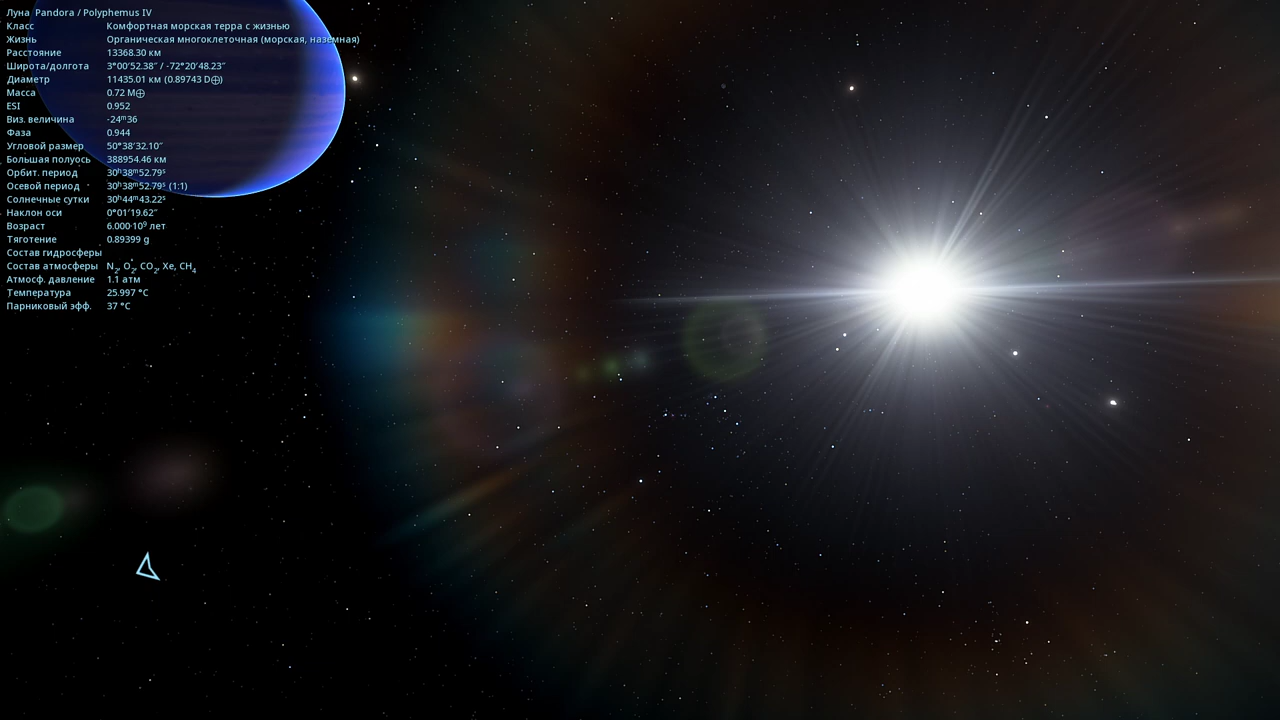 Луна Pandora / Polyphemus IV
Класс Комфортная морская терра с жизнью
Жизнь Органическая многоклеточная (морская, наземная)
Расстояние 13368.30 км
Широта/долгота 3°00′52.38″ / -72°20′48.23″
Диаметр 11435.01 км (0.89743 D⊕)
Масса 0.72 M⊕
ESI 0.952
Виз. величина -24ᵐ36
Фаза 0.944
Угловой размер 50°38′32.10″
Большая полуось 388954.46 км
Орбит. период 30ʰ38ᵐ52.79ˢ
Осевой период 30ʰ38ᵐ52.79ˢ (1:1)
Солнечные сутки 30ʰ44ᵐ43.22ˢ
Наклон оси 0°01′19.62″
Возраст 6.000·10⁹ лет
Тяготение 0.89399 g
Состав гидросферы
Состав атмосферы N₂, O₂, CO₂, Xe, CH₄
Атмосф. давление 1.1 атм
Температура 25.997 °C
Парниковый эфф. 37 °C